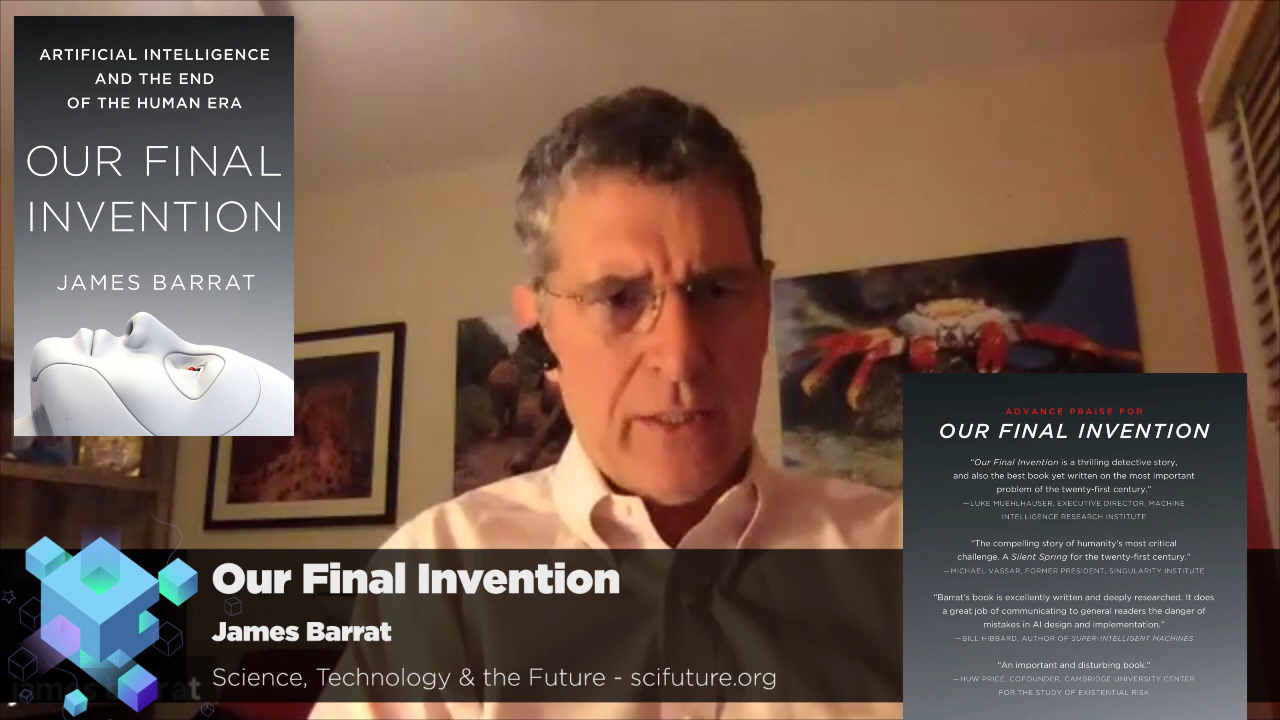 ARTIFICIAL INTELLIGENCE
AND THE END
OF THE HUMAN ERA
OUR FINAL
INVENTION
JAMES BARRAT
ADVANCE PRAISE FOR
OUR FINAL INVENTION
“Our Final Invention is a thrilling detective story,
and also the best book yet written on the most important
problem of the twenty-first century.”
—LUKE MUEHLHAUSER, EXECUTIVE DIRECTOR, MACHINE
INTELLIGENCE RESEARCH INSTITUTE
“The compelling story of humanity’s most critical
challenge. A Silent Spring for the twenty-first century.”
—MICHAEL VASSAR, FORMER PRESIDENT, SINGULARITY INSTITUTE
“Barrat’s book is excellently written and deeply researched. It does
a great job of communicating to general readers the danger of
mistakes in AI design and implementation.”
—BILL HIBBARD, AUTHOR OF SUPER-INTELLIGENT MACHINES
“An important and disturbing book.”
—HUW PRICE, COFOUNDER, CAMBRIDGE UNIVERSITY CENTER
FOR THE STUDY OF EXISTENTIAL RISK
Our Final Invention
James Barrat
Science, Technology & the Future - scifuture.org